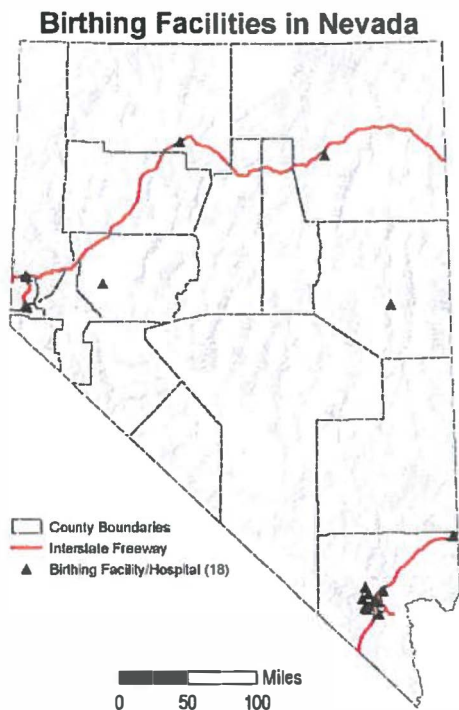 Birthing Facilities in Nevada
County Boundaries
Interstate Freeway
Birthing Facility/Hospital (18)
Miles
0 50 100